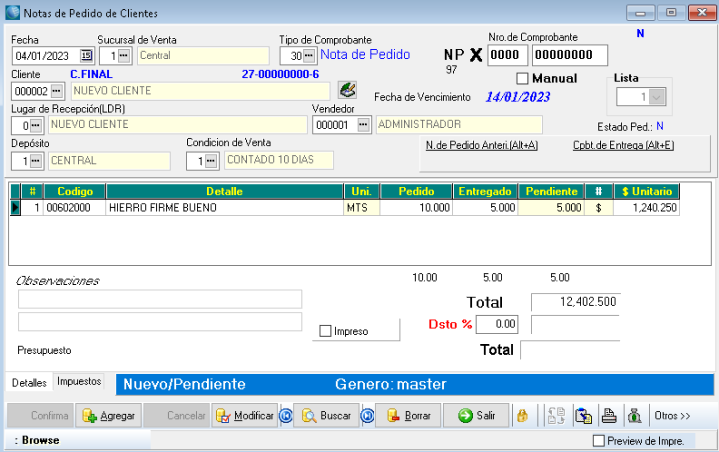 Notas de Pedido de Clientes
Fecha Sucursal de Venta Tipo de Comprobante Nro.de Comprobante N
04/01/2023 15 1 Central 30 Nota de Pedido NP X 0000 00000000
97
Cliente C.FINAL 27-00000000-6 Manual Lista
000002 NUEVO CLIENTE Fecha de Vencimiento 14/01/2023 1
Lugar de Recepción(LDR) Vendedor
0 NUEVO CLIENTE 000001 ADMINISTRADOR Estado Ped.: N
Depósito Condicion de Venta N.de Pedido Anteri.(Alt+A) Cpbt.de Entrega (Alt+E)
1 CENTRAL 1 CONTADO 10 DIAS
# Codigo Detalle Uni. Pedido Entregado Pendiente # $ Unitario
1 00602000 HIERRO FIRME BUENO MTS 10.000 5.000 5.000 $ 1,240.250
Observaciones 10.00 5.00 5.00
Total 12,402.500
Impreso Dsto % 0.00
Presupuesto Total
Detalles Impuestos Nuevo/Pendiente Genero: master
Confirma Agregar Cancelar Modificar Buscar Borrar Salir Otros >>
: Browse Preview de Impre.